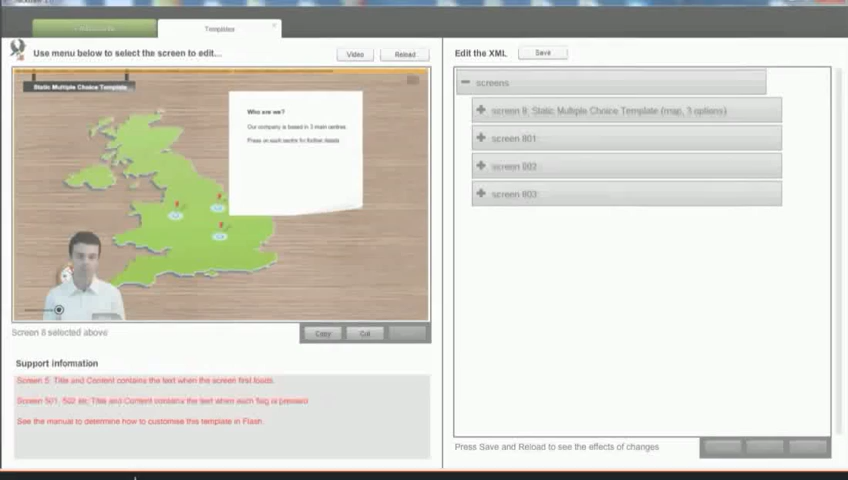 Templates
Use menu below to select the screen to edit...
Video
Reload
Edit the XML
Save
Static Multiple Choice Template
Who are we?
Our company is based in 3 main centres
Press on each centre for further details
screens
screen 8: Static Multiple Choice Template (map, 3 options)
screen 801
screen 802
screen 803
Screen 8 selected above
Copy
Cut
Support information
Screen 5: Title and Content contains the text when the screen first loads.
Screen 501, 502 etc: Title and Content contains the text when each flag is pressed
See the manual to determine how to customise this template in Flash
Press Save and Reload to see the effects of changes